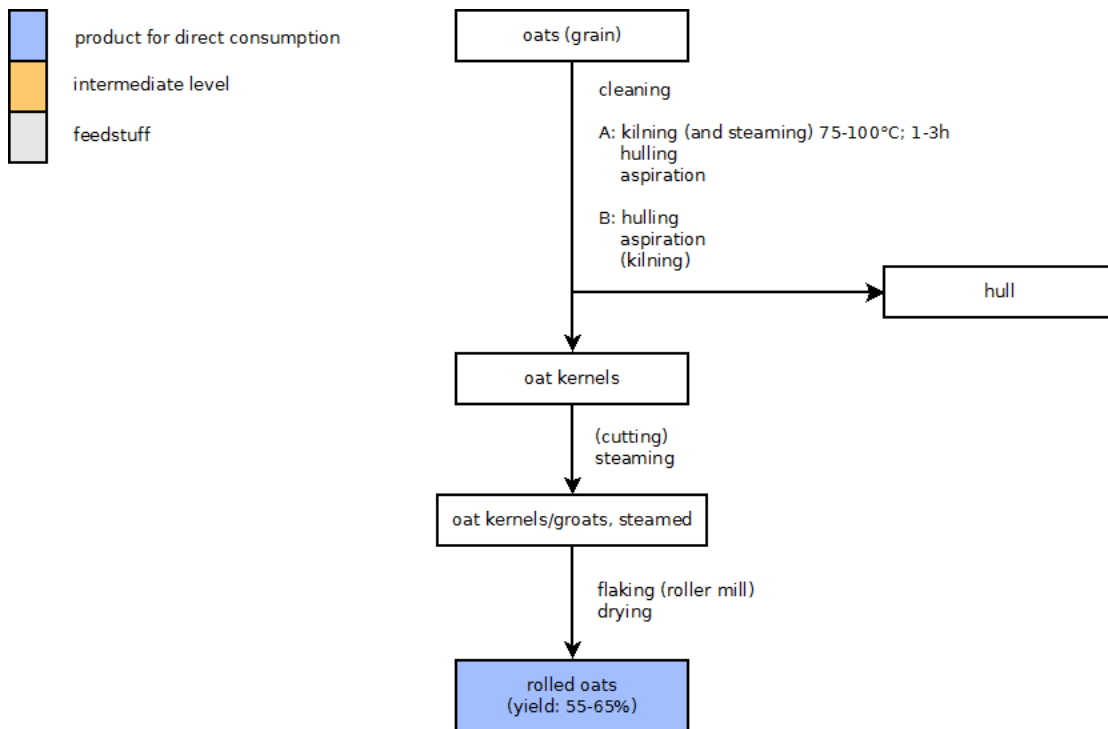 product for direct consumption
intermediate level
feedstuff
oats (grain)
cleaning
A: kilning (and steaming) 75-100°C; 1-3h
hulling
aspiration
B: hulling
aspiration
(kilning)
hull
oat kernels
(cutting)
steaming
oat kernels/groats, steamed
flaking (roller mill)
drying
rolled oats
(yield: 55-65%)